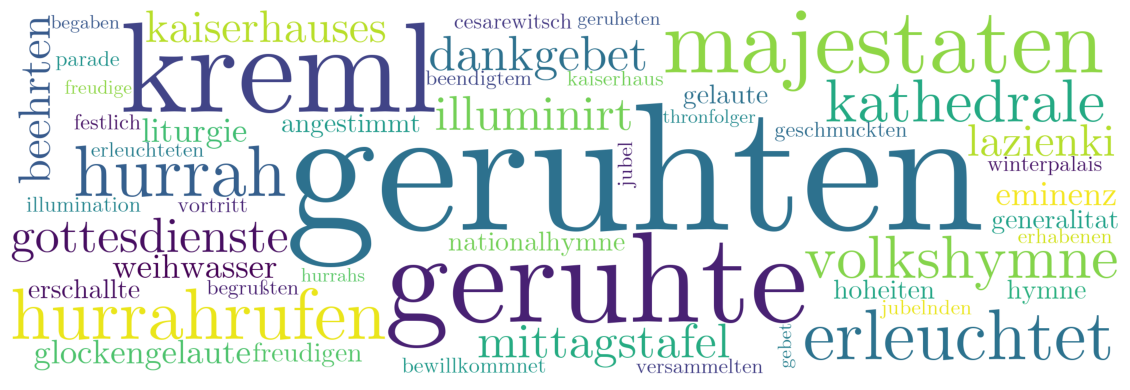 begaben
kaiserhauses
cesarewitsch
geruheten
majestaten
beehrten
parade
kreml
dankgebet
freudige
beendigtem
kaiserhaus
gelaute
kathedrale
festlich
liturgie
angestimmt
illuminirt
thronfolger
geschmuckten
lazienki
erleuchteten
hurrah
geruhten
jubel
winterpalais
illumination
vortritt
eminenz
generalitat
gottesdienste
nationalhymne
erhabenen
weihwasser
hurrahs
geruhte
volkshymne
erschallte
begrußten
hoheiten
hymne
hurrahrufen
jubelnden
glockengelaute
freudigen
mittagstafel
gebet
erleuchtet
bewillkommnet
versammelten